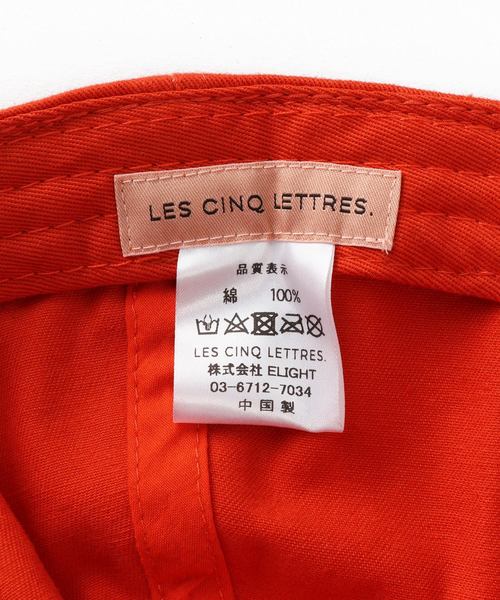 LES CINQ LETTRES.
品質表示
綿 100%
LES CINQ LETTRES.
株式会社 ELIGHT
03-6712-7034
中国製